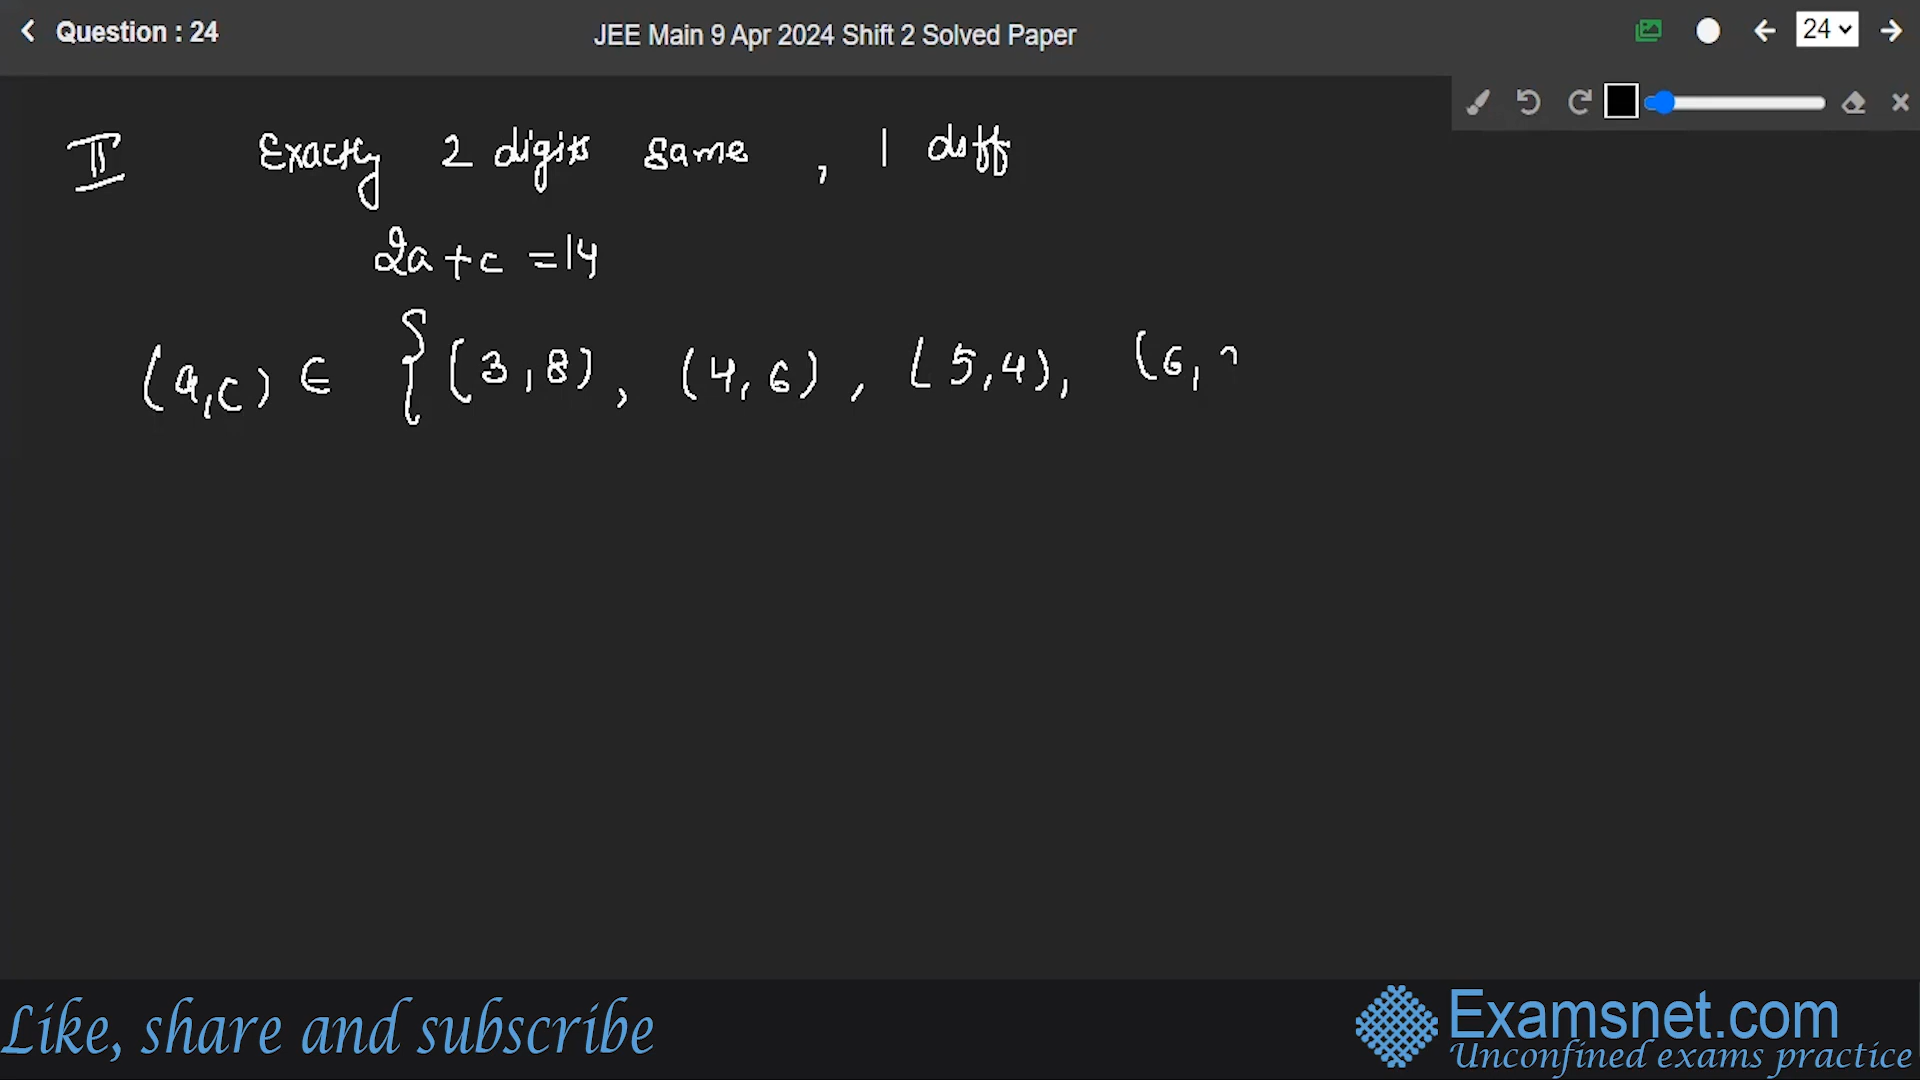 Question : 24
JEE Main 9 Apr 2024 Shift 2 Solved Paper
24
II Exactly 2 digits same , 1 diff
2a + c = 14
(a,c) ∈ { (3,8), (4,6), (5,4), (6,
Like, share and subscribe
Examsnet.com
Unconfined exams practice